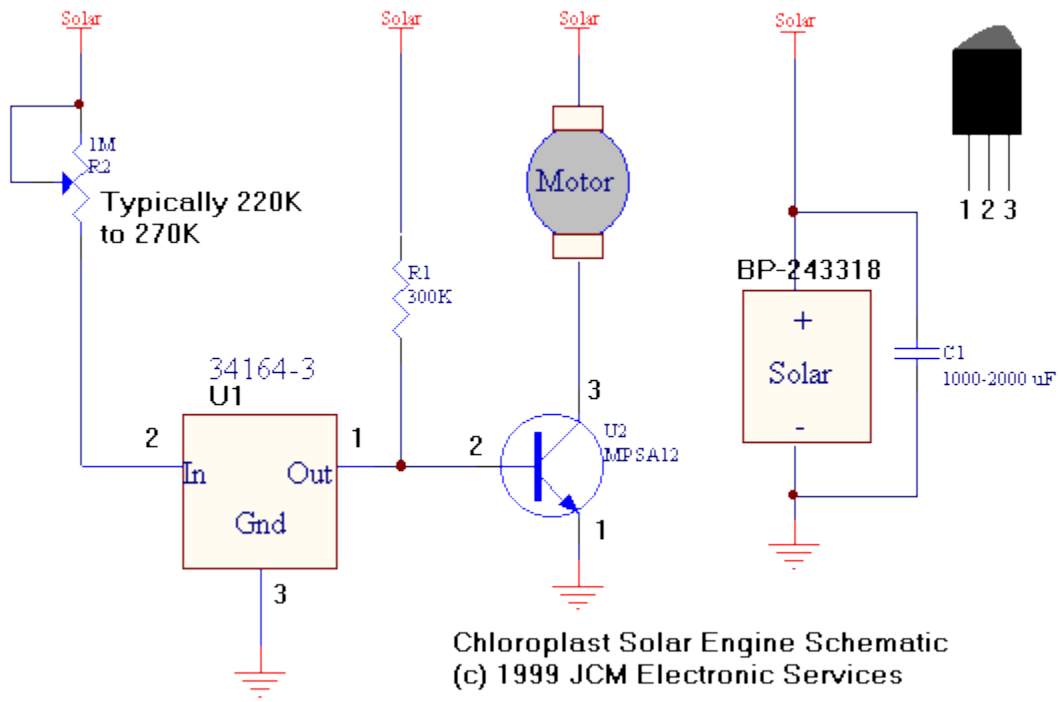 Solar
Solar
Solar
Solar
1M
R2
Typically 220K
to 270K
R1
300K
Motor
1 2 3
BP-243318
+
Solar
-
C1
1000-2000 uF
34164-3
U1
2
In
Out
1
Gnd
3
2
3
U2
MPSA12
1
Chloroplast Solar Engine Schematic
(c) 1999 JCM Electronic Services